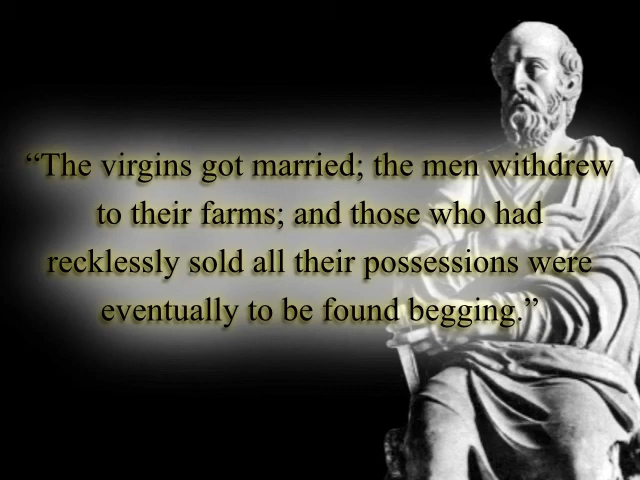 “The virgins got married; the men withdrew
to their farms; and those who had
recklessly sold all their possessions were
eventually to be found begging.”